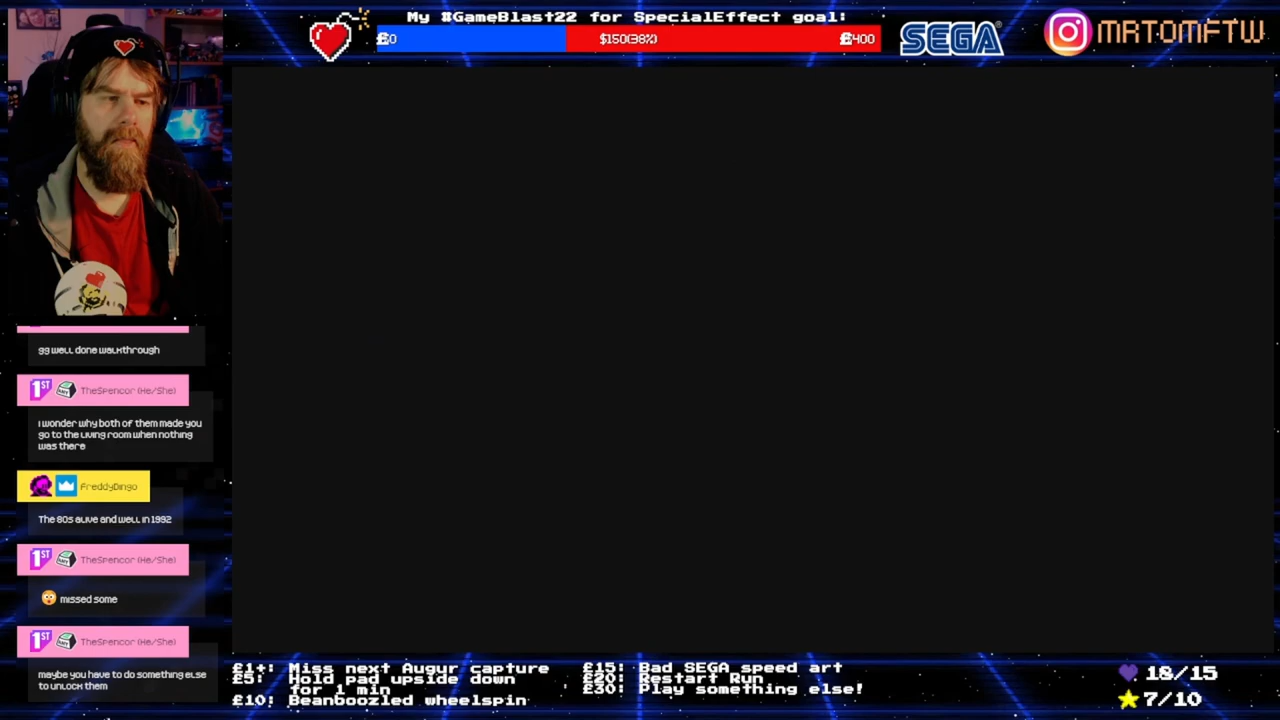 My #GameBlast22 for SpecialEffect goal:
£0
$150(38%)
£400
SEGA
MRTOMFTW
gg well done walkthrough
1ST TheSpencor (He/She)
I wonder why both of them made you
go to the living room when nothing
was there
FreddyDingo
The 80s alive and well in 1992
1ST TheSpencor (He/She)
missed some
1ST TheSpencor (He/She)
maybe you have to do something else
to unlock them
£1+: Miss next Augur capture
£5: Hold pad upside down
for 1 min
£10: Beanboozled wheelspin
£15: Bad SEGA speed art
£20: Restart Run
£30: Play something else!
18/15
7/10